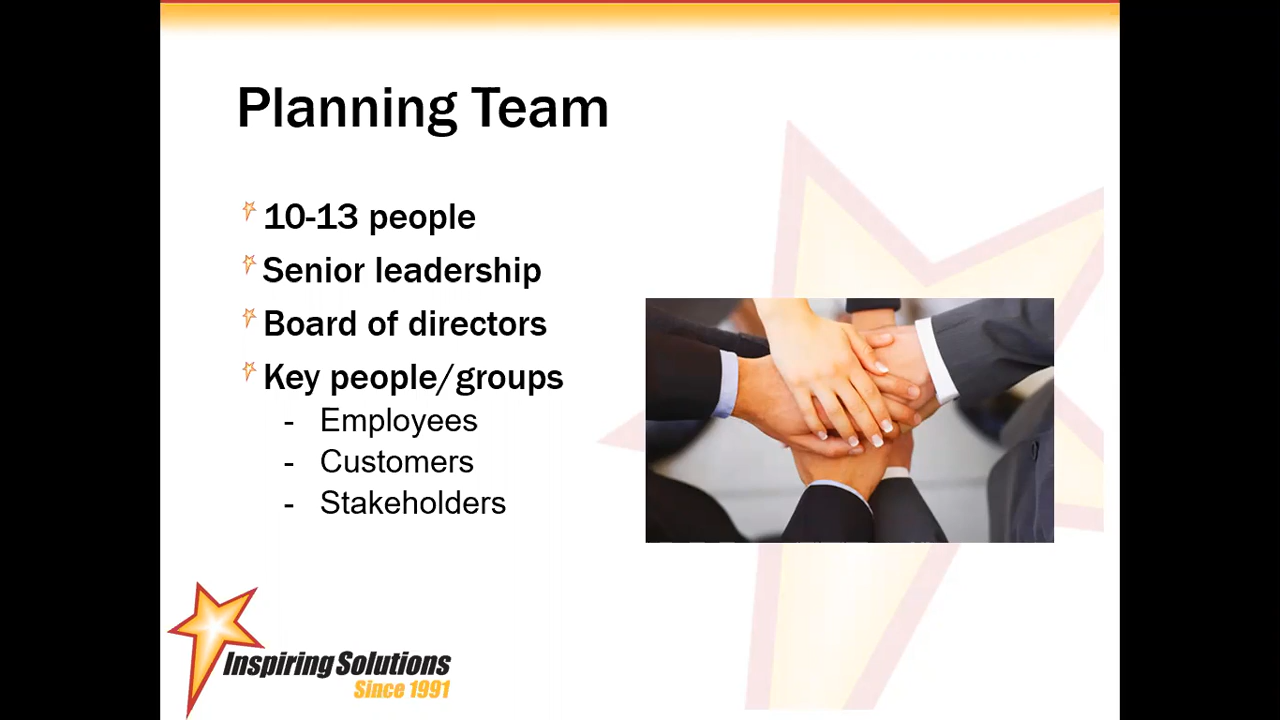 Planning Team
10-13 people
Senior leadership
Board of directors
Key people/groups
- Employees
- Customers
- Stakeholders
Inspiring Solutions
Since 1991